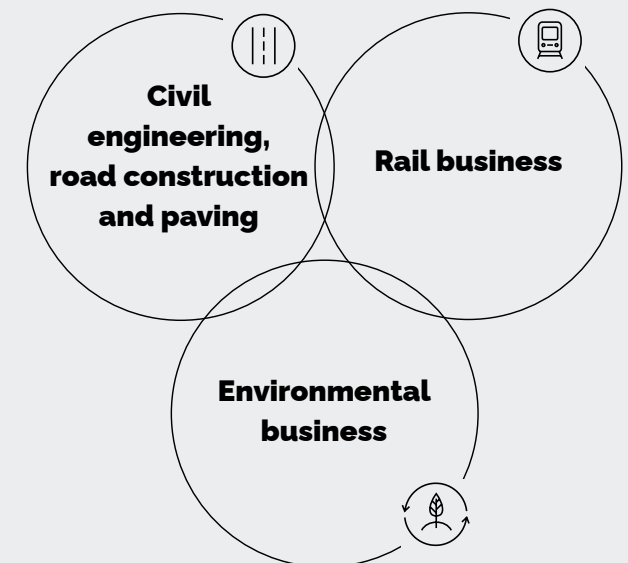 Civil
engineering,
road construction
and paving
Rail business
Environmental
business